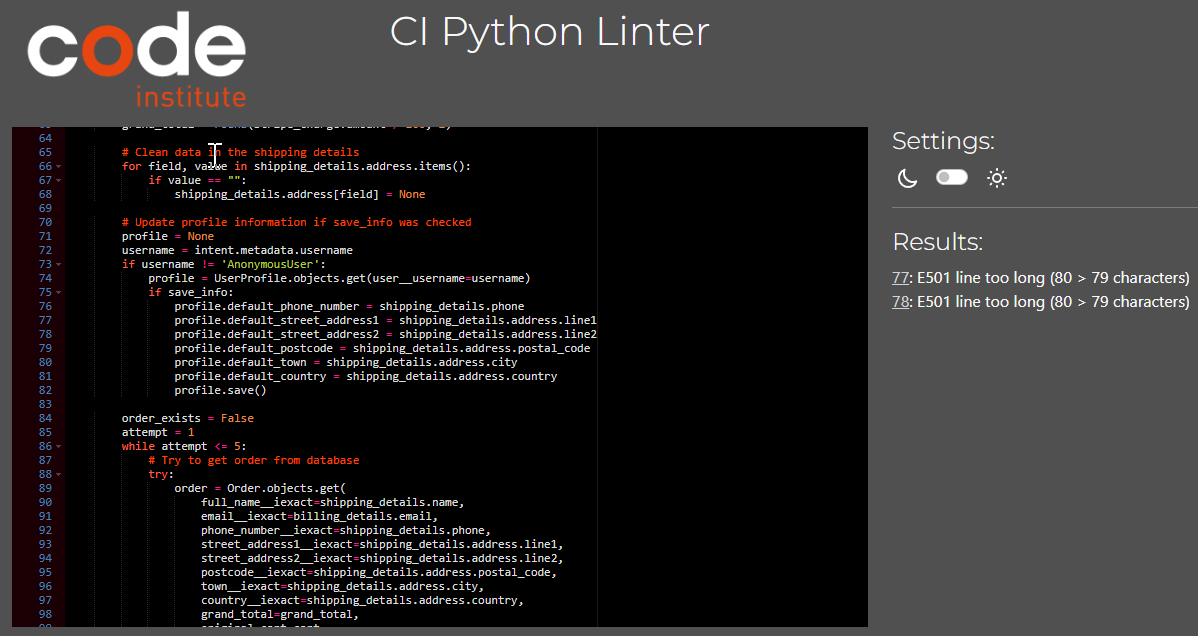 code
institute
CI Python Linter
64
65 # Clean data in the shipping details
66 for field, value in shipping_details.address.items():
67 if value == "":
68 shipping_details.address[field] = None
69
70 # Update profile information if save_info was checked
71 profile = None
72 username = intent.metadata.username
73 if username != 'AnonymousUser':
74 profile = UserProfile.objects.get(user__username=username)
75 if save_info:
76 profile.default_phone_number = shipping_details.phone
77 profile.default_street_address1 = shipping_details.address.line1
78 profile.default_street_address2 = shipping_details.address.line2
79 profile.default_postcode = shipping_details.address.postal_code
80 profile.default_town = shipping_details.address.city
81 profile.default_country = shipping_details.address.country
82 profile.save()
83
84 order_exists = False
85 attempt = 1
86 while attempt <= 5:
87 # Try to get order from database
88 try:
89 order = Order.objects.get(
90 full_name__iexact=shipping_details.name,
91 email__iexact=billing_details.email,
92 phone_number__iexact=shipping_details.phone,
93 street_address1__iexact=shipping_details.address.line1,
94 street_address2__iexact=shipping_details.address.line2,
95 postcode__iexact=shipping_details.address.postal_code,
96 town__iexact=shipping_details.address.city,
97 country__iexact=shipping_details.address.country,
98 grand_total=grand_total,
Settings:
Results:
77: E501 line too long (80 > 79 characters)
78: E501 line too long (80 > 79 characters)